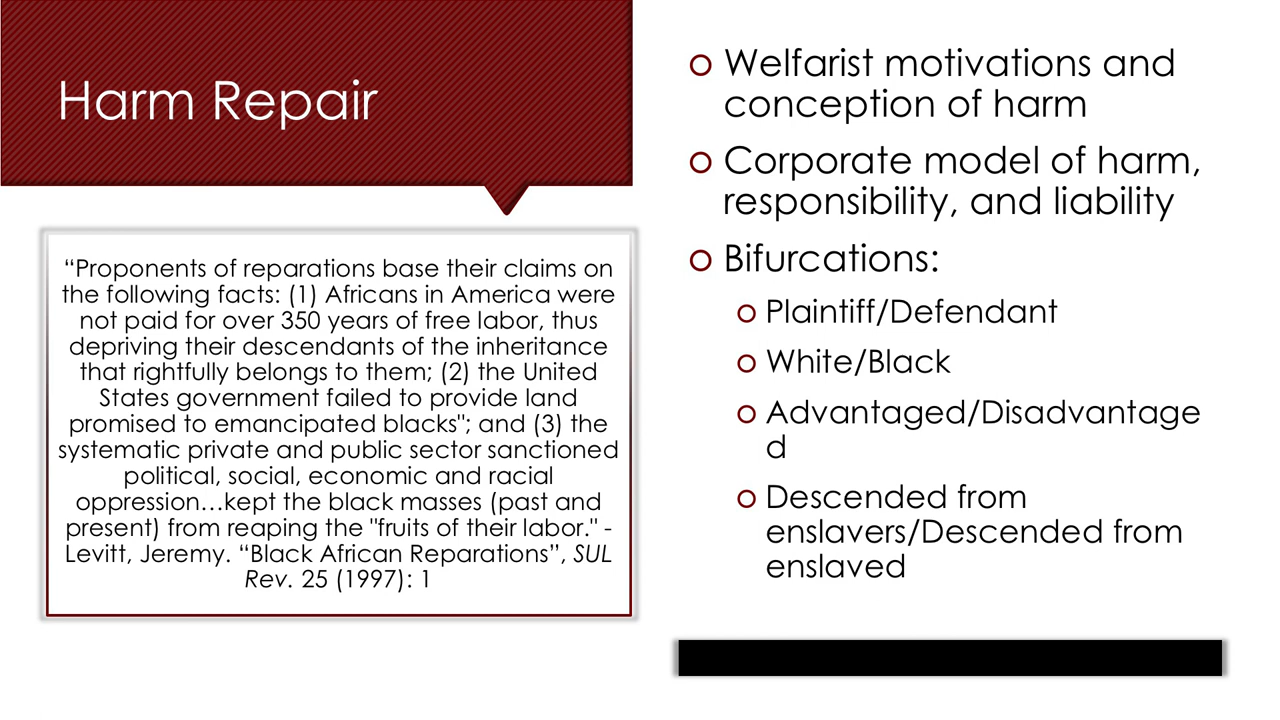 Harm Repair
“Proponents of reparations base their claims on
the following facts: (1) Africans in America were
not paid for over 350 years of free labor, thus
depriving their descendants of the inheritance
that rightfully belongs to them; (2) the United
States government failed to provide land
promised to emancipated blacks"; and (3) the
systematic private and public sector sanctioned
political, social, economic and racial
oppression…kept the black masses (past and
present) from reaping the "fruits of their labor." -
Levitt, Jeremy. “Black African Reparations”, SUL
Rev. 25 (1997): 1
Welfarist motivations and
conception of harm
Corporate model of harm,
responsibility, and liability
Bifurcations:
Plaintiff/Defendant
White/Black
Advantaged/Disadvantage
d
Descended from
enslavers/Descended from
enslaved